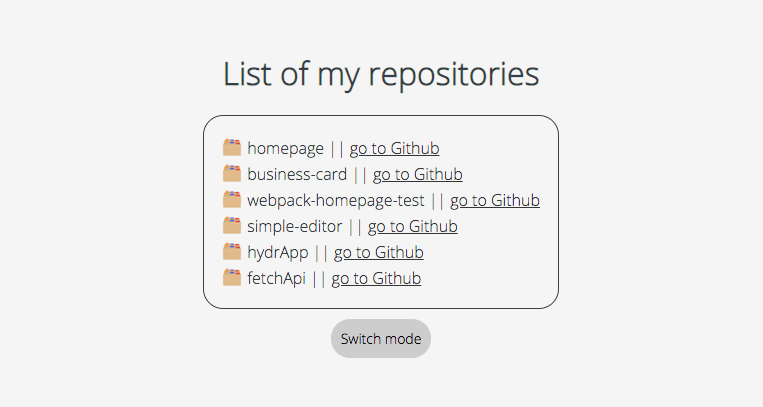 List of my repositories
homepage || go to Github
business-card || go to Github
webpack-homepage-test || go to Github
simple-editor || go to Github
hydrApp || go to Github
fetchApi || go to Github
Switch mode